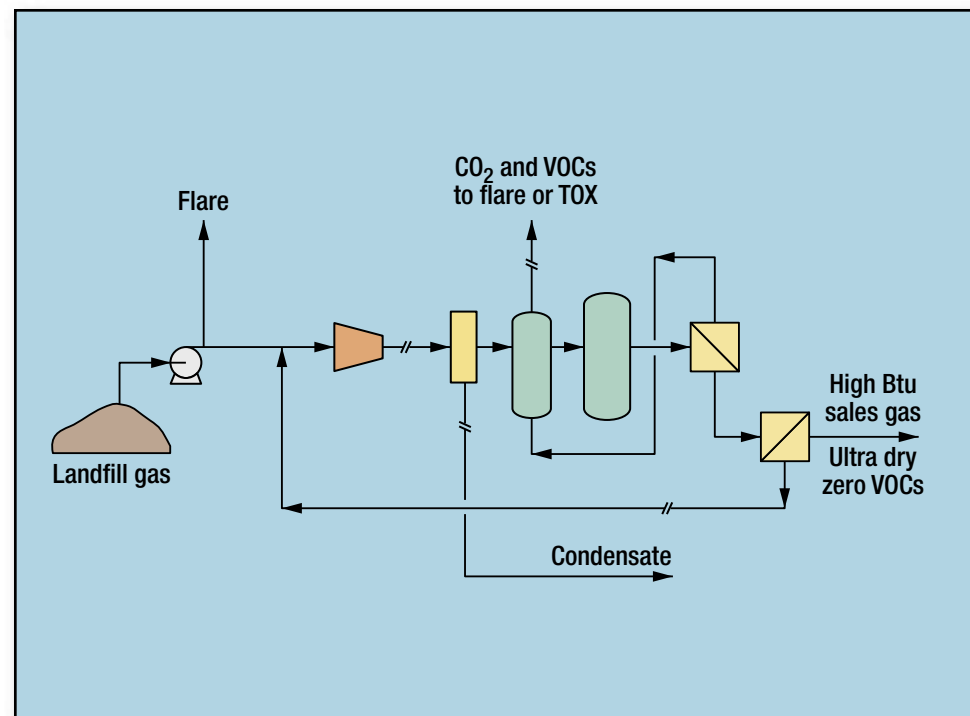 CO₂ and VOCs
to flare or TOX
Flare
High Btu
sales gas
Ultra dry
zero VOCs
Landfill gas
Condensate